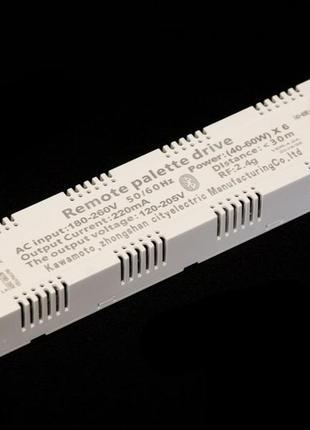 Remote palette drive
AC input:180-260V 50/60Hz Power:(40-60W) X 6
Output Current:220mA Distance:<30m
The output voltage:120-205V RF:2.4g
Kawamoto, zhongshan cityelectric ManufacturingCo.ltd